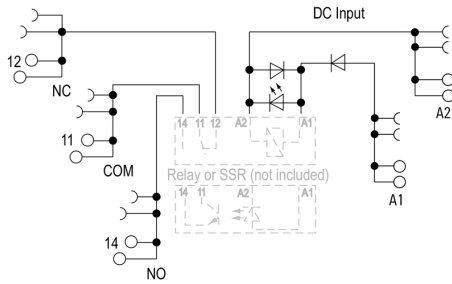 DC Input
12
NC
A2
11
COM
14 11 12 A2 A1
Relay or SSR (not included)
14 11 A2 A1
A1
14
NO